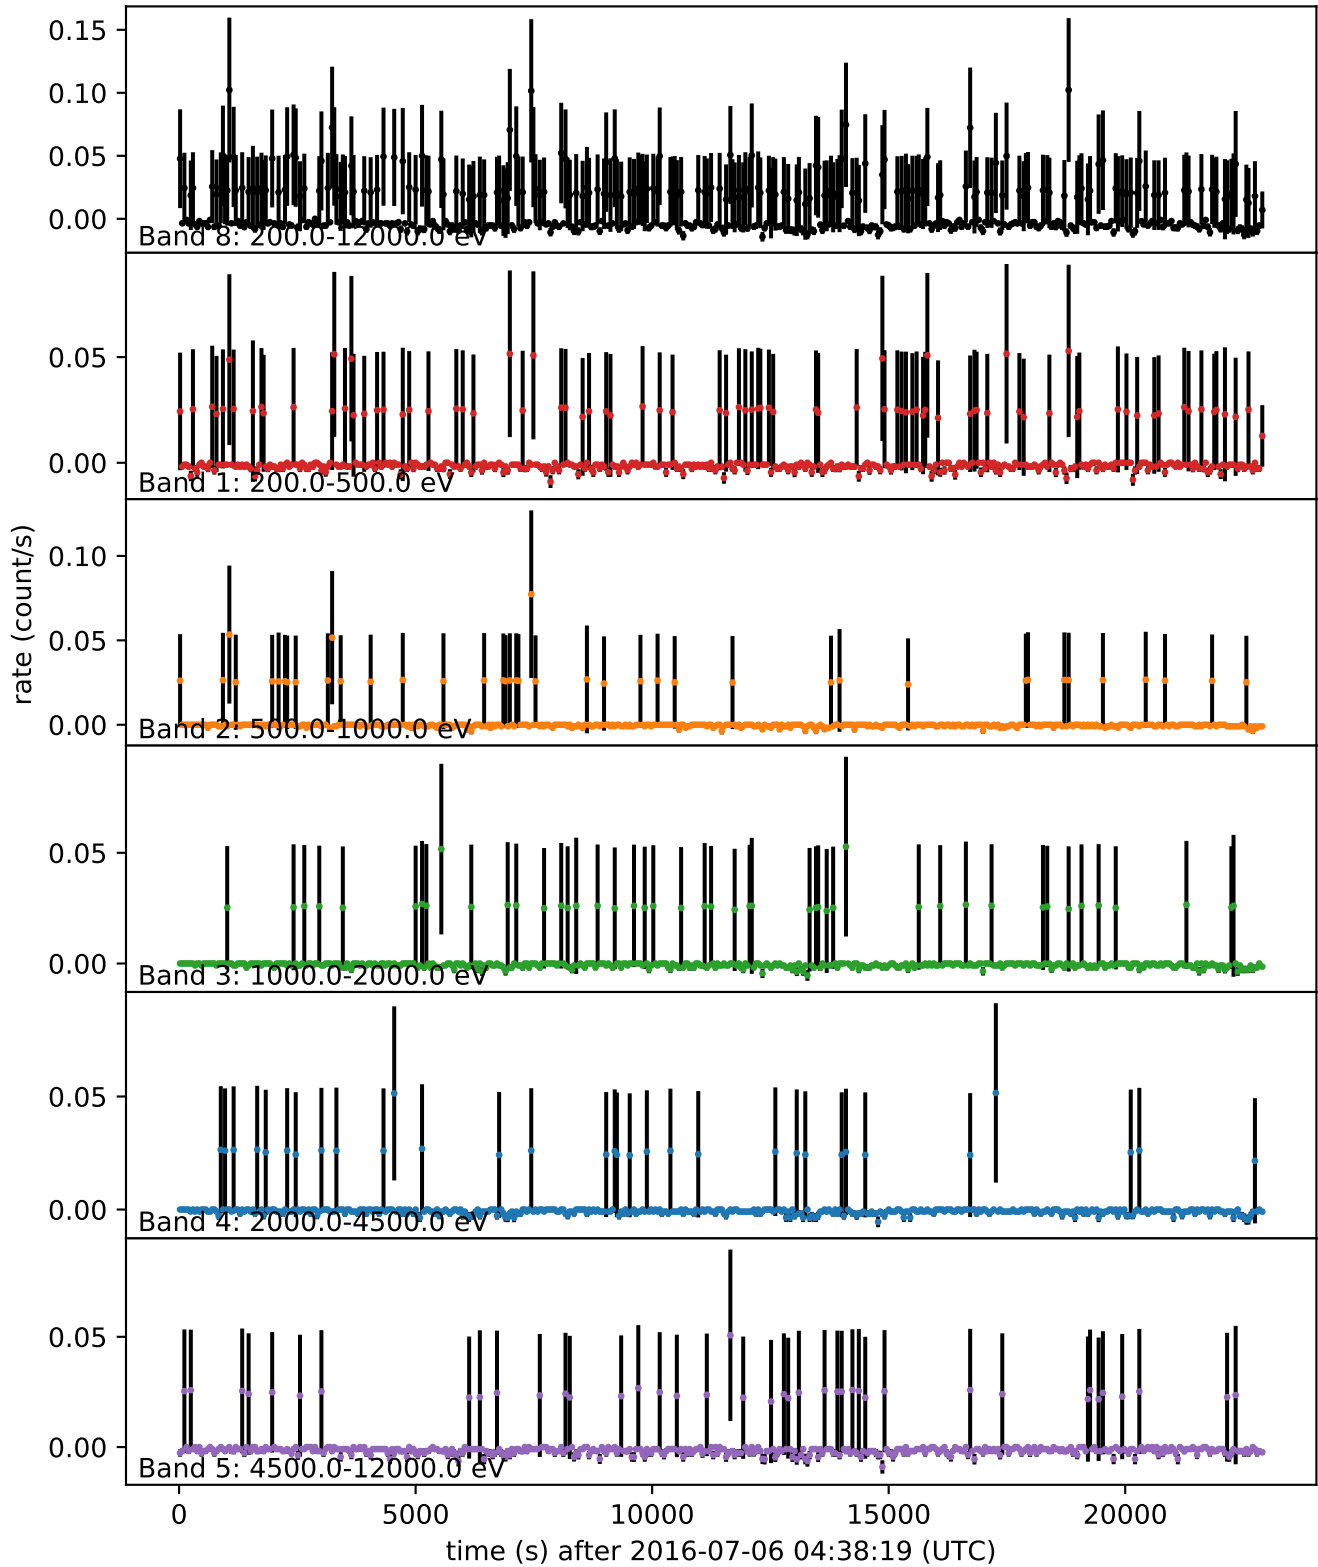 0.15
0.10
0.05
0.00
Band 8: 200.0-12000.0 eV
0.05
0.00
Band 1: 200.0-500.0 eV
0.10
0.05
0.00
Band 2: 500.0-1000.0 eV
rate (count/s)
0.05
0.00
Band 3: 1000.0-2000.0 eV
0.05
0.00
Band 4: 2000.0-4500.0 eV
0.05
0.00
Band 5: 4500.0-12000.0 eV
0 5000 10000 15000 20000
time (s) after 2016-07-06 04:38:19 (UTC)